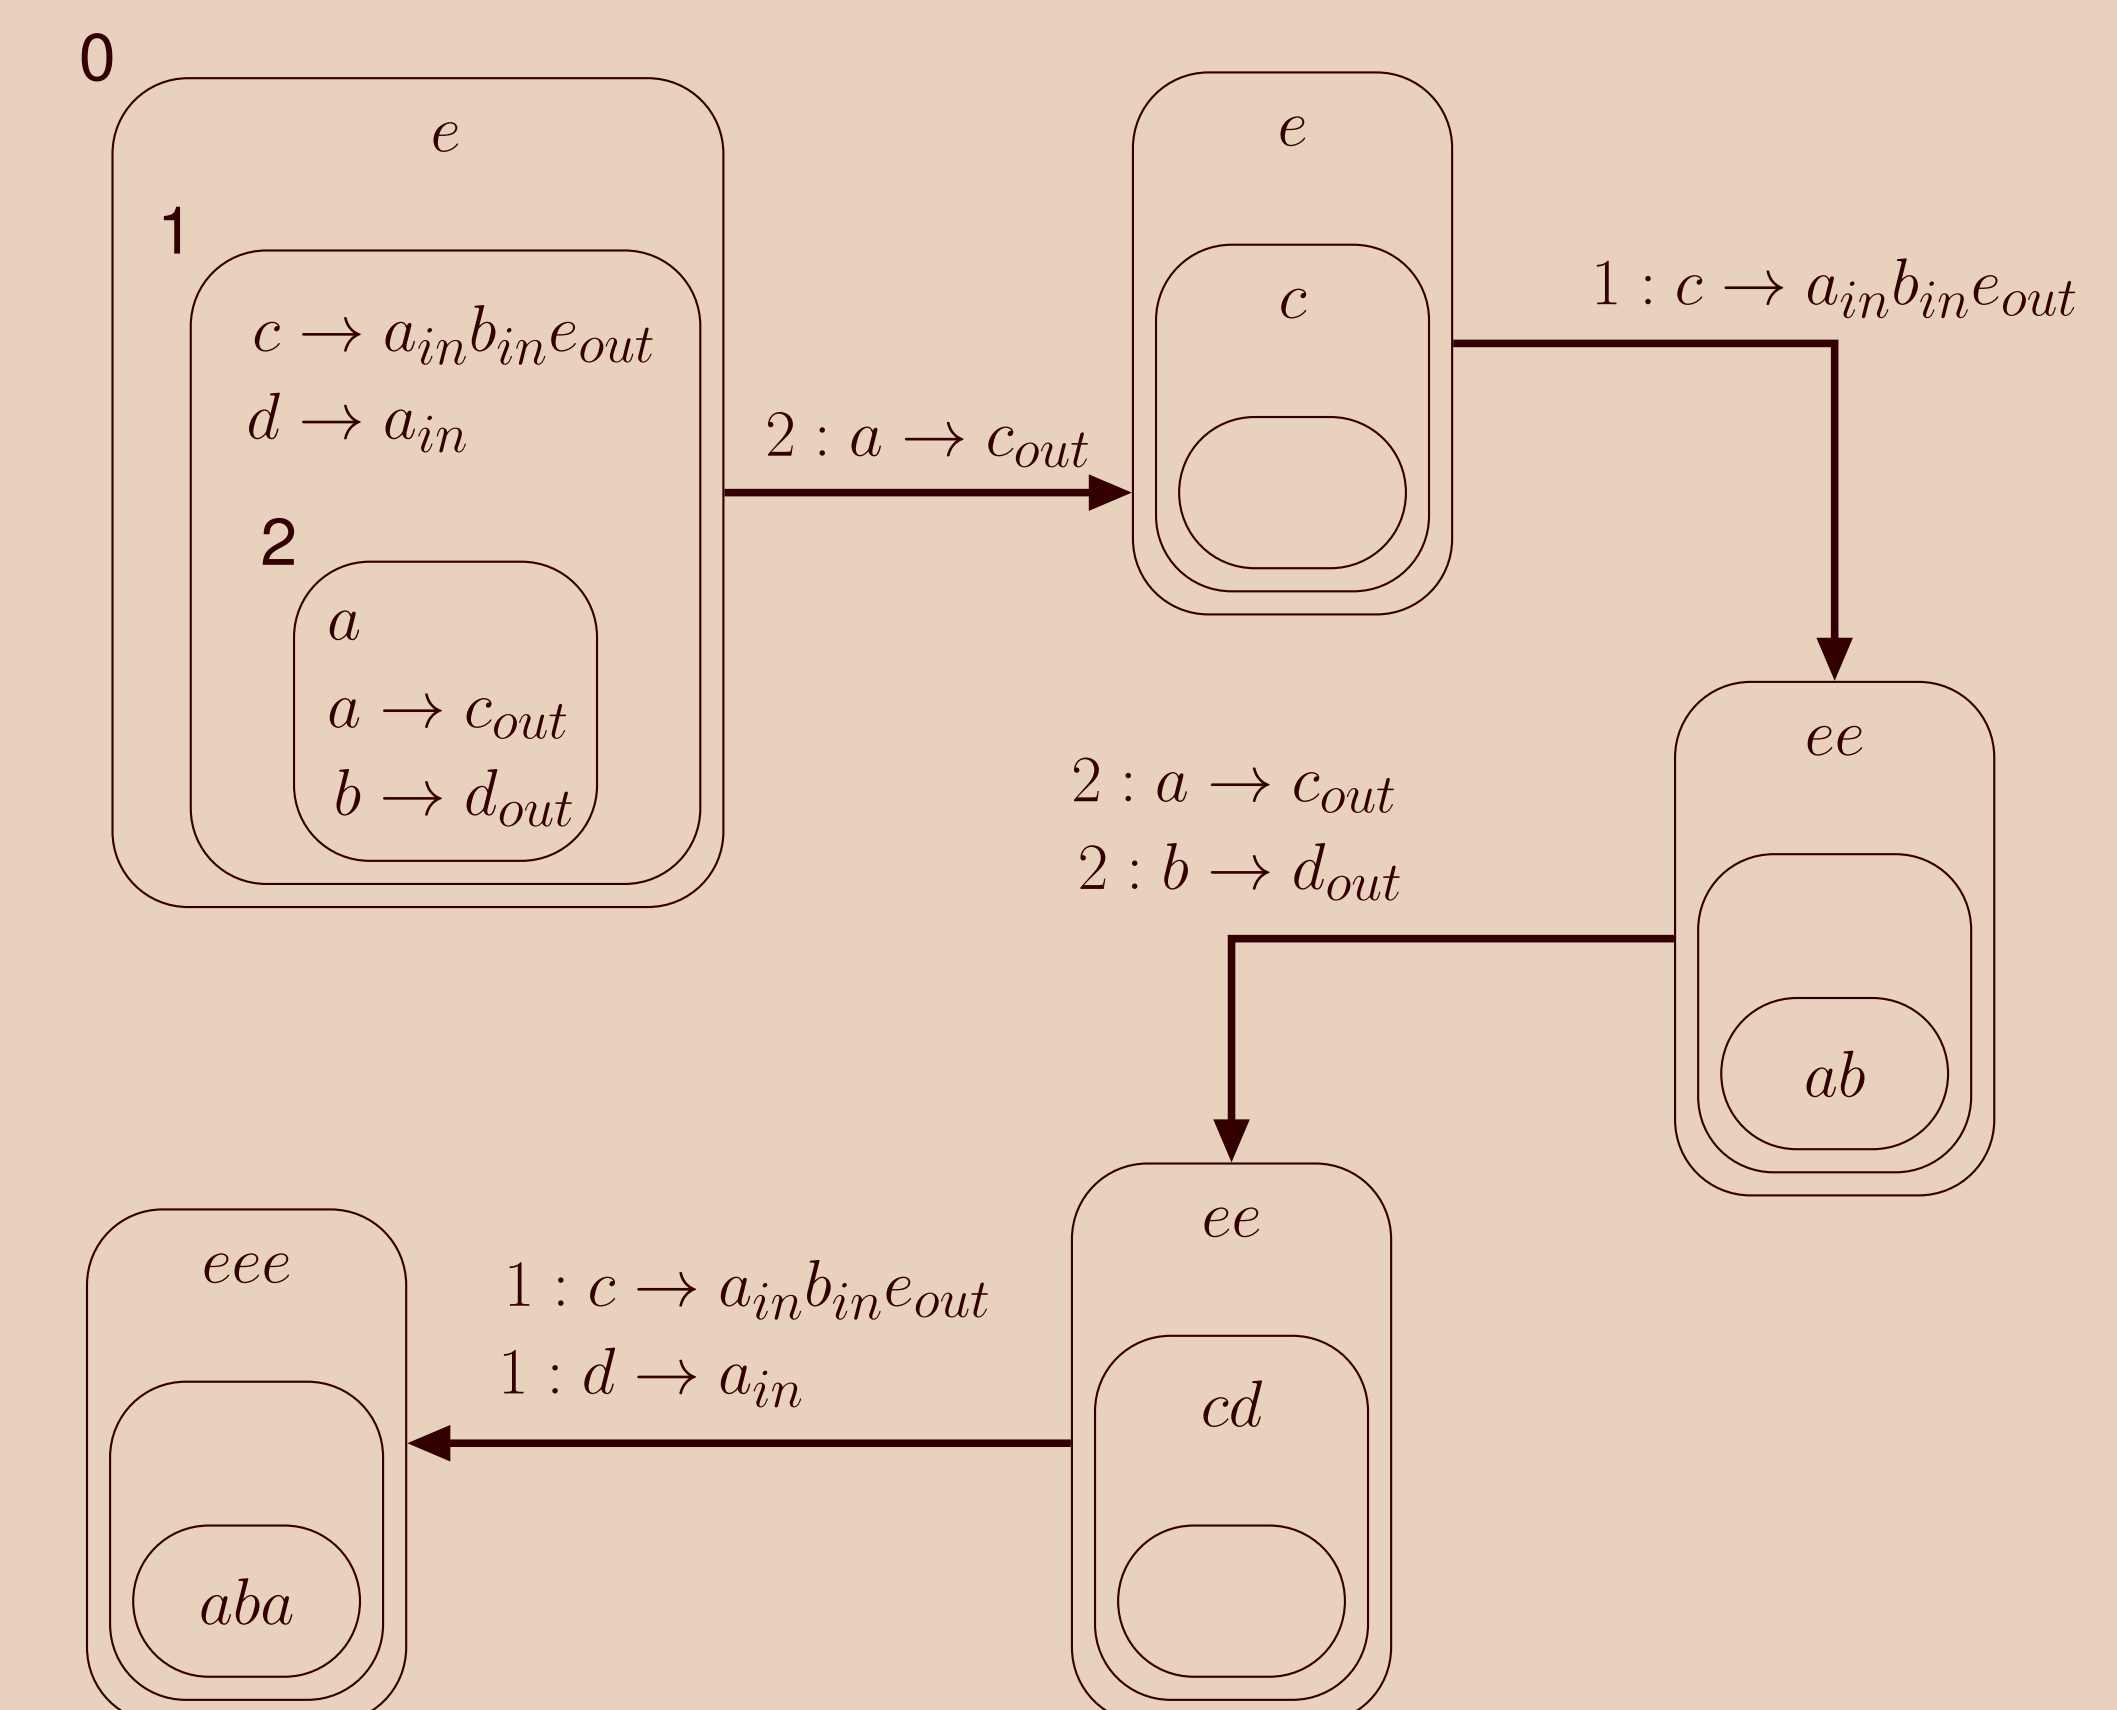 0
e
1
c → a_in b_in e_out
d → a_in
2
a
a → c_out
b → d_out
2 : a → c_out
e
c
1 : c → a_in b_in e_out
ee
ab
2 : a → c_out
2 : b → d_out
ee
cd
1 : c → a_in b_in e_out
1 : d → a_in
eee
aba